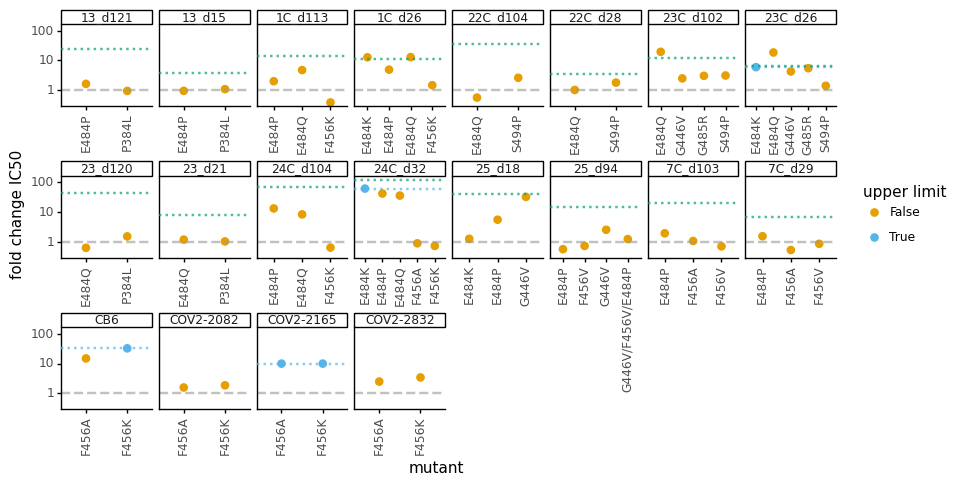 13_d121 13_d15 1C_d113 1C_d26 22C_d104 22C_d28 23C_d102 23C_d26
100
10
1
E484P P384L E484P P384L E484P E484Q F456K E484K E484P E484Q F456K E484Q S494P E484Q S494P E484Q G446V G485R S494P E484K E484Q G446V G485R S494P
23_d120 23_d21 24C_d104 24C_d32 25_d18 25_d94 7C_d103 7C_d29
100
10
1
E484Q P384L E484Q P384L E484P E484Q F456K E484K E484P E484Q F456A F456K E484K E484P G446V E484P F456V G446V G446V/F456V/E484P E484P F456A F456V E484P F456A F456V
CB6 COV2-2082 COV2-2165 COV2-2832
100
10
1
F456A F456K F456A F456K F456A F456K F456A F456K
fold change IC50
mutant
upper limit
False
True